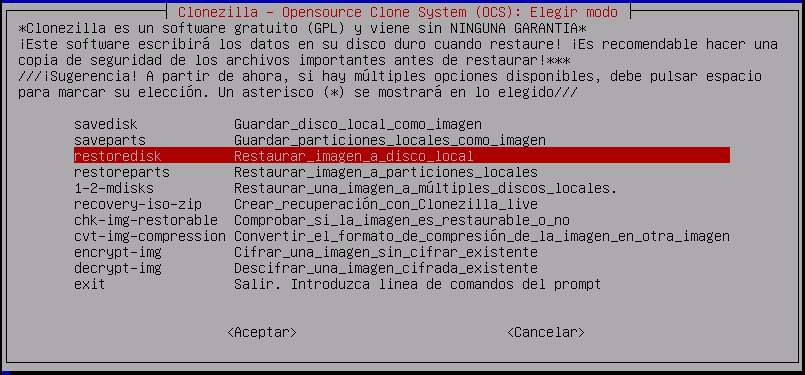 Clonezilla - Opensource Clone System (OCS): Elegir modo
*Clonezilla es un software gratuito (GPL) y viene sin NINGUNA GARANTIA*
¡Este software escribirá los datos en su disco duro cuando restaure! ¡Es recomendable hacer una
copia de seguridad de los archivos importantes antes de restaurar!***
///¡Sugerencia! A partir de ahora, si hay múltiples opciones disponibles, debe pulsar espacio
para marcar su elección. Un asterisco (*) se mostrará en lo elegido///
savedisk Guardar_disco_local_como_imagen
saveparts Guardar_particiones_locales_como_imagen
restoredisk Restaurar_imagen_a_disco_local
restoreparts Restaurar_imagen_a_particiones_locales
1-2-mdisks Restaurar_una_imagen_a_múltiples_discos_locales.
recovery-iso-zip Crear_recuperación_con_Clonezilla_live
chk-img-restorable Comprobar_si_la_imagen_es_restaurable_o_no
cvt-img-compression Convertir_el_formato_de_compresión_de_la_imagen_en_otra_imagen
encrypt-img Cifrar_una_imagen_sin_cifrar_existente
decrypt-img Descifrar_una_imagen_cifrada_existente
exit Salir. Introduzca linea de comandos del prompt
<Aceptar> <Cancelar>